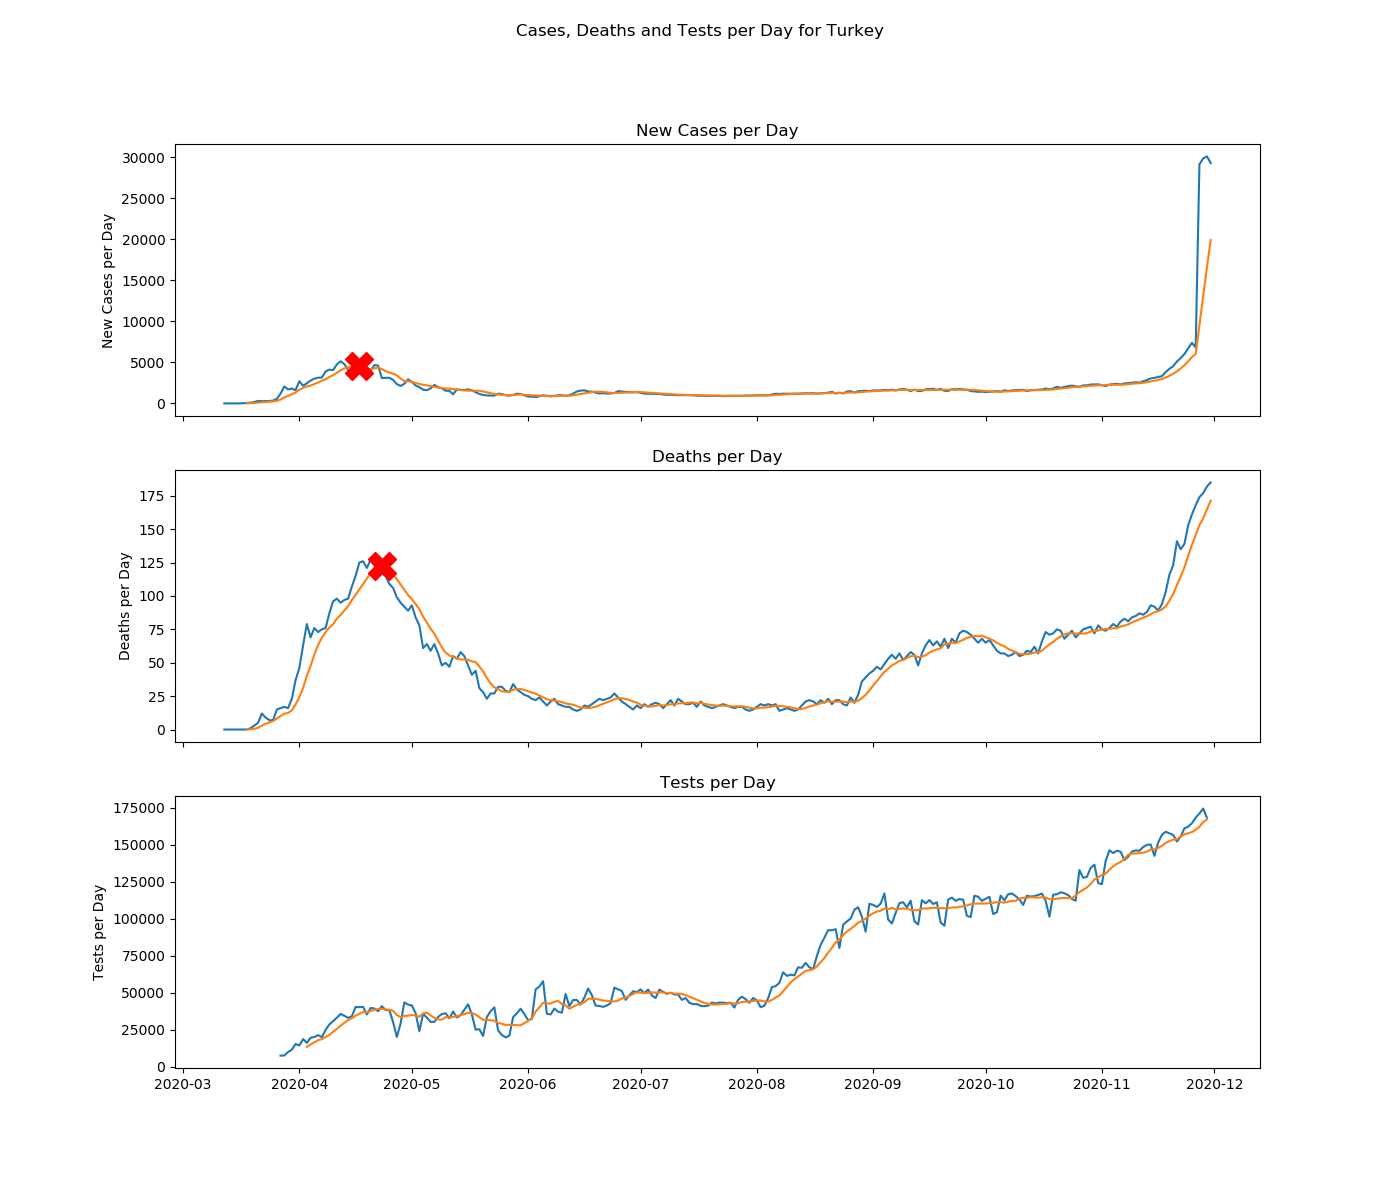 Cases, Deaths and Tests per Day for Turkey
New Cases per Day
30000
25000
20000
15000
10000
5000
0
New Cases per Day
Deaths per Day
175
150
125
100
75
50
25
0
Deaths per Day
Tests per Day
175000
150000
125000
100000
75000
50000
25000
0
Tests per Day
2020-03 2020-04 2020-05 2020-06 2020-07 2020-08 2020-09 2020-10 2020-11 2020-12